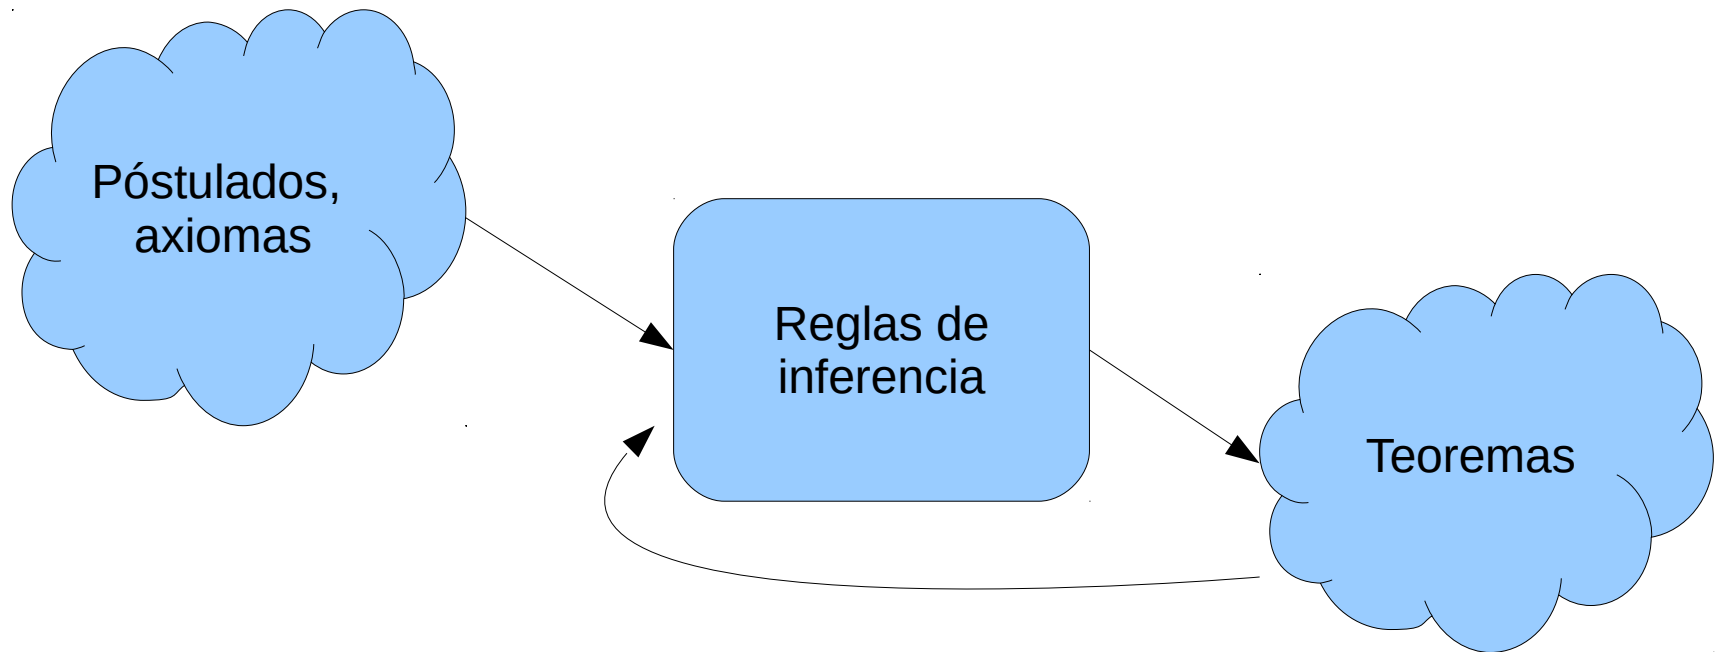 Póstulados,
axiomas
Reglas de
inferencia
Teoremas